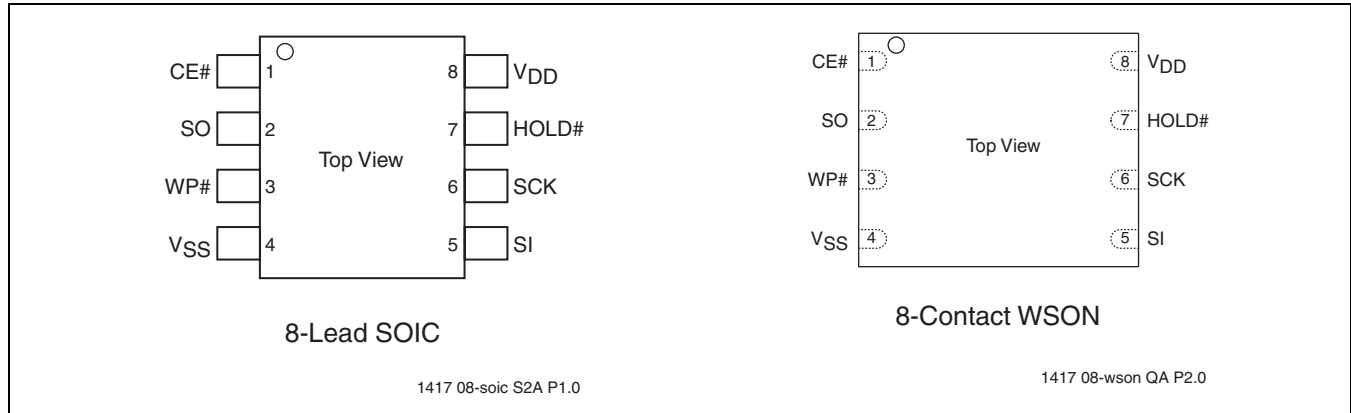 CE# 1 8 VDD
SO 2 7 HOLD#
Top View
WP# 3 6 SCK
VSS 4 5 SI
8-Lead SOIC
1417 08-soic S2A P1.0
CE# 1 8 VDD
SO 2 7 HOLD#
Top View
WP# 3 6 SCK
VSS 4 5 SI
8-Contact WSON
1417 08-wson QA P2.0